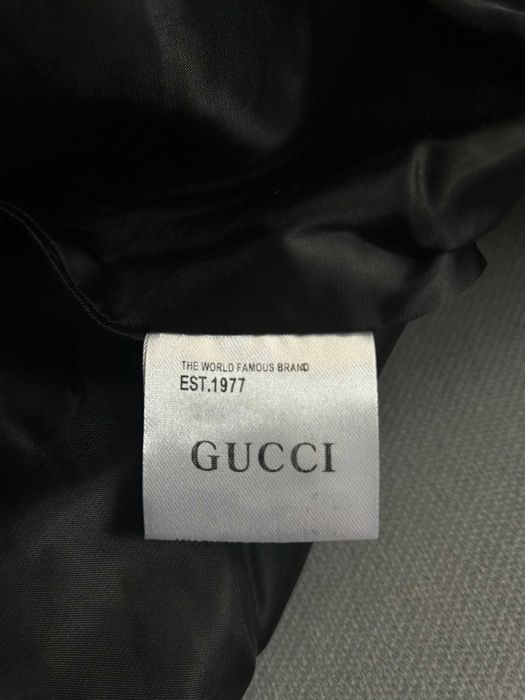 THE WORLD FAMOUS BRAND
EST.1977
GUCCI